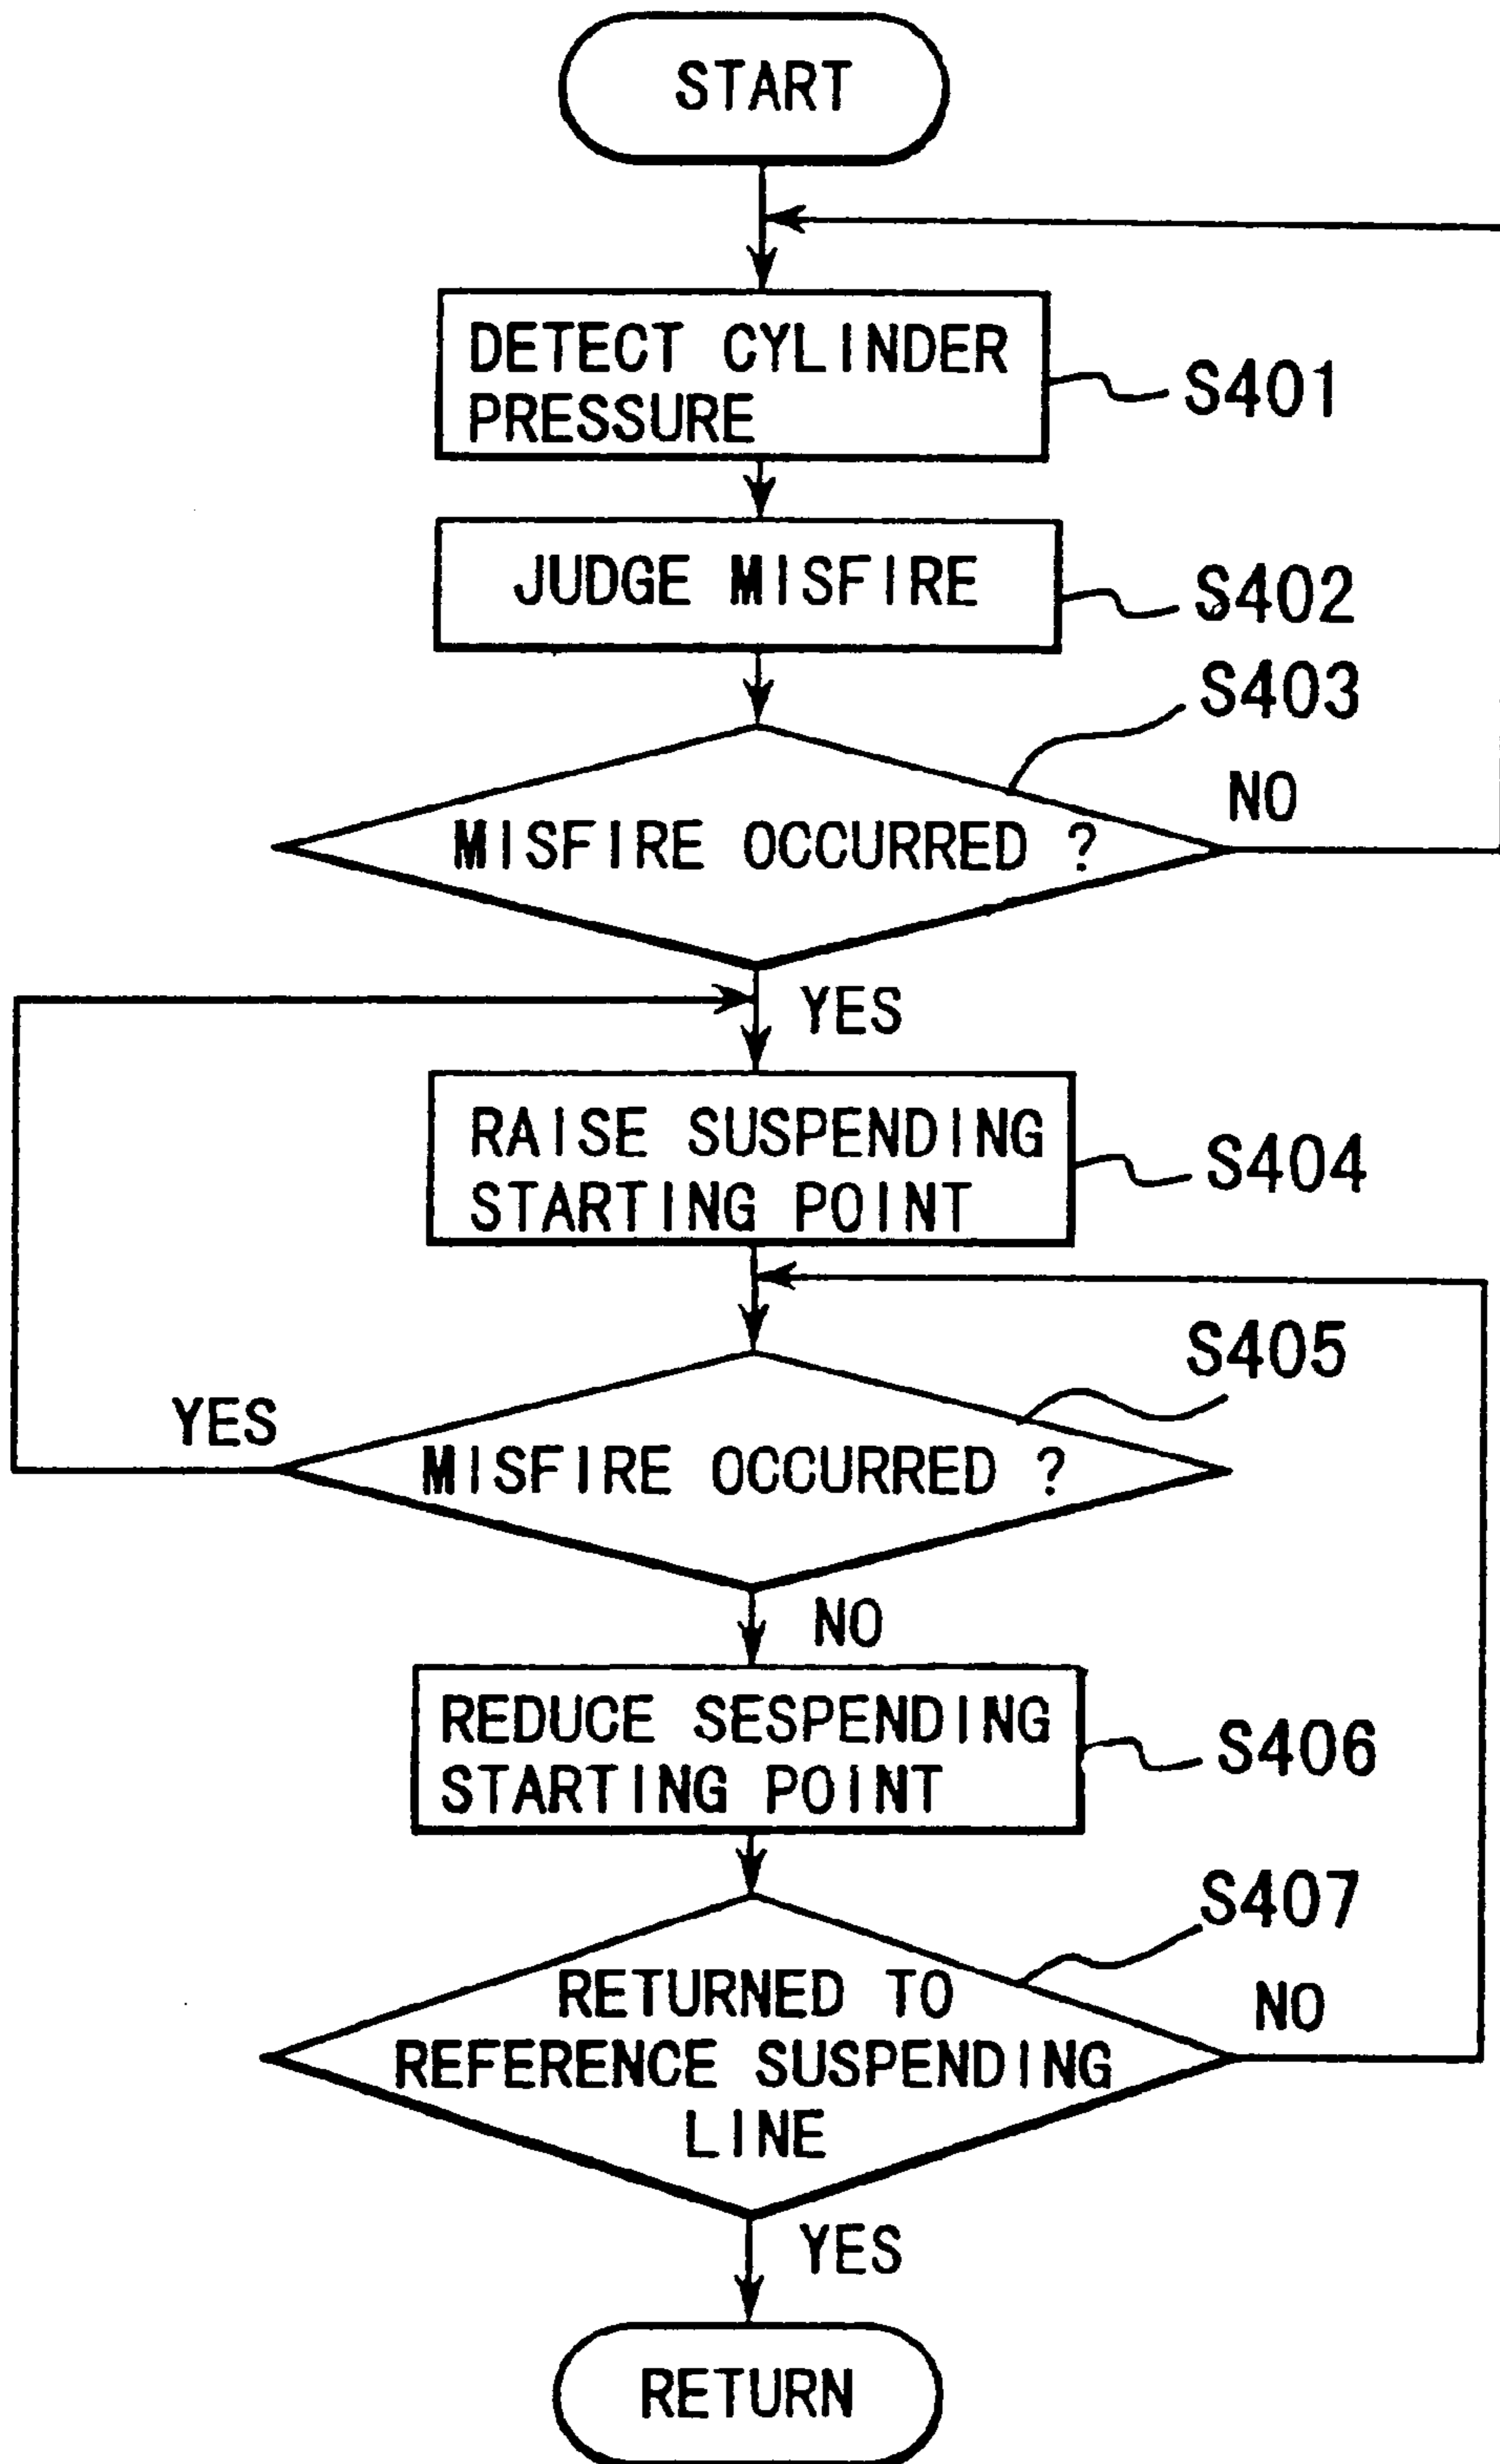 START
DETECT CYLINDER
PRESSURE
S401
JUDGE MISFIRE
S402
S403
MISFIRE OCCURRED ?
NO
YES
RAISE SUSPENDING
STARTING POINT
S404
S405
YES
MISFIRE OCCURRED ?
NO
REDUCE SESPENDING
STARTING POINT
S406
S407
RETURNED TO
REFERENCE SUSPENDING
LINE
NO
YES
RETURN